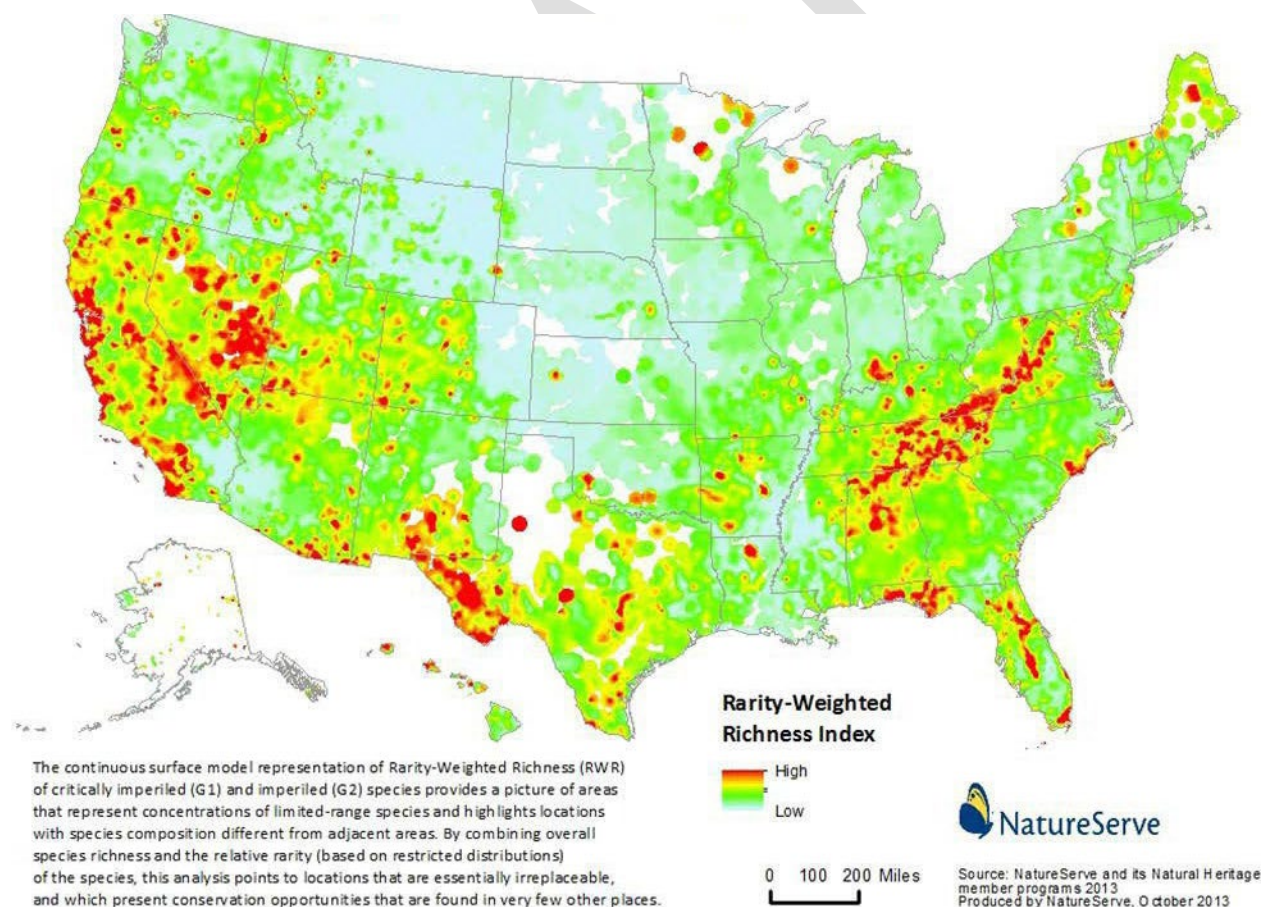 Rarity-Weighted
Richness Index
High
Low
The continuous surface model representation of Rarity-Weighted Richness (RWR)
of critically imperiled (G1) and imperiled (G2) species provides a picture of areas
that represent concentrations of limited-range species and highlights locations
with species composition different from adjacent areas. By combining overall
species richness and the relative rarity (based on restricted distributions)
of the species, this analysis points to locations that are essentially irreplaceable,
and which present conservation opportunities that are found in very few other places.
0 100 200 Miles
NatureServe
Source: NatureServe and its Natural Heritage
member programs 2013
Produced by NatureServe, October 2013